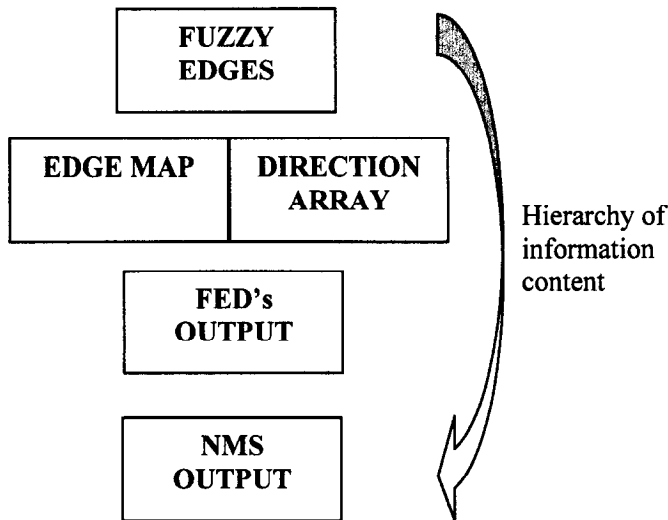 FUZZY
EDGES
EDGE MAP
DIRECTION
ARRAY
Hierarchy of
information
content
FED's
OUTPUT
NMS
OUTPUT